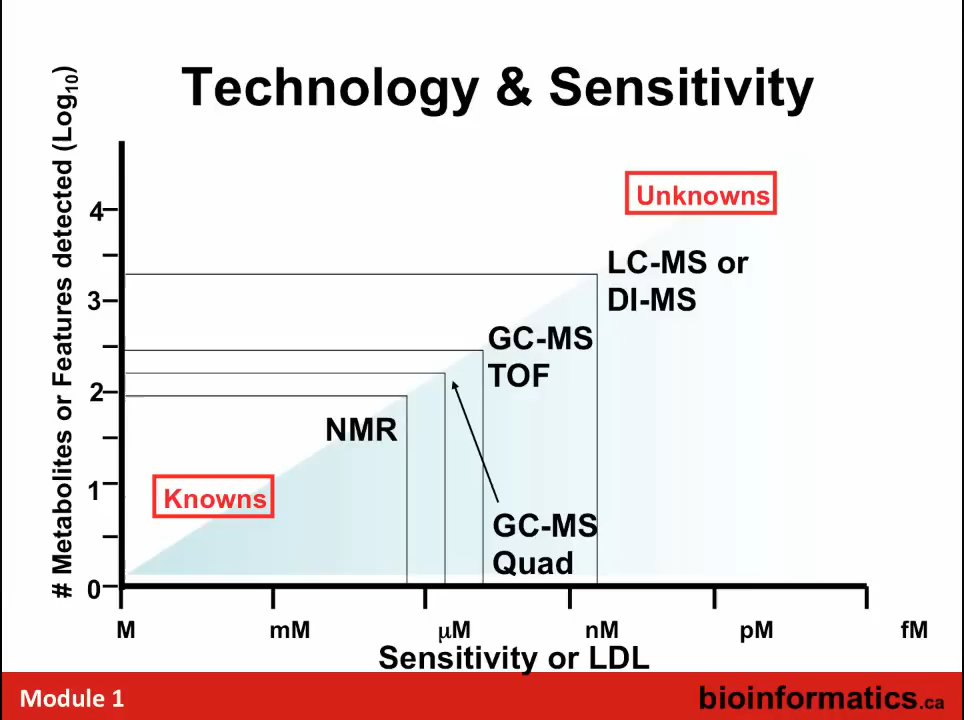 Technology & Sensitivity
# Metabolites or Features detected (Log10)
4
3
2
1
0
Unknowns
LC-MS or
DI-MS
GC-MS
TOF
NMR
Knowns
GC-MS
Quad
M mM μM nM pM fM
Sensitivity or LDL
Module 1
bioinformatics.ca